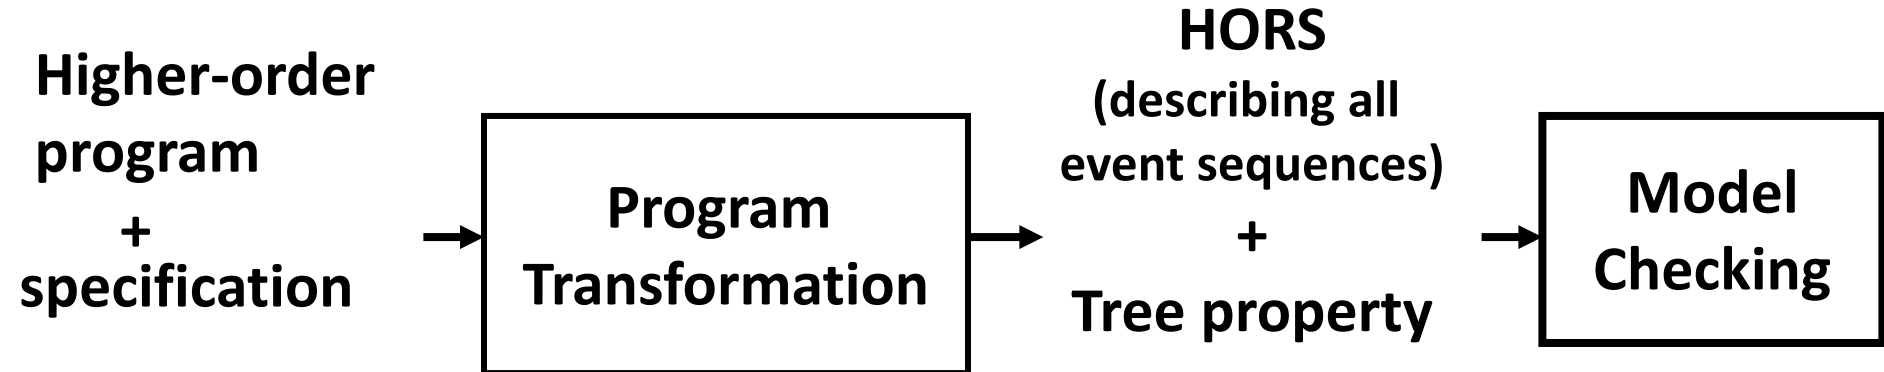 Higher-order
program
+
specification
Program
Transformation
HORS
(describing all
event sequences)
+
Tree property
Model
Checking